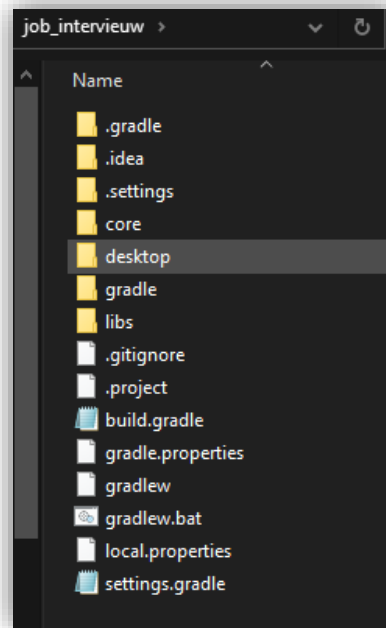 job_intervieuw
Name
.gradle
.idea
.settings
core
desktop
gradle
libs
.gitignore
.project
build.gradle
gradle.properties
gradlew
gradlew.bat
local.properties
settings.gradle